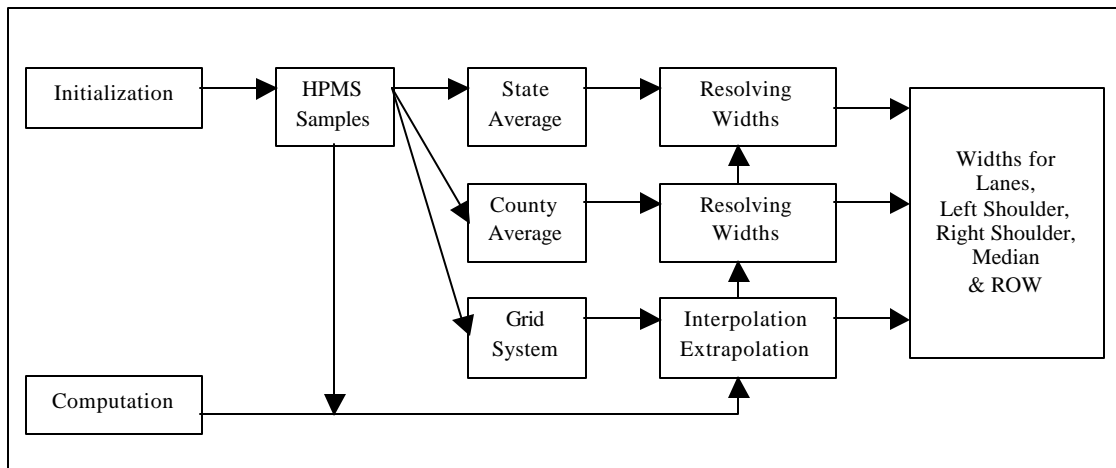 Initialization
HPMS
Samples
State
Average
Resolving
Widths
County
Average
Resolving
Widths
Grid
System
Interpolation
Extrapolation
Widths for
Lanes,
Left Shoulder,
Right Shoulder,
Median
& ROW
Computation